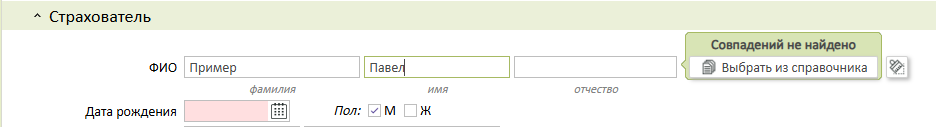 Страхователь
Совпадений не найдено
ФИО Пример Павел Выбрать из справочника
фамилия имя отчество
Дата рождения Пол: М Ж